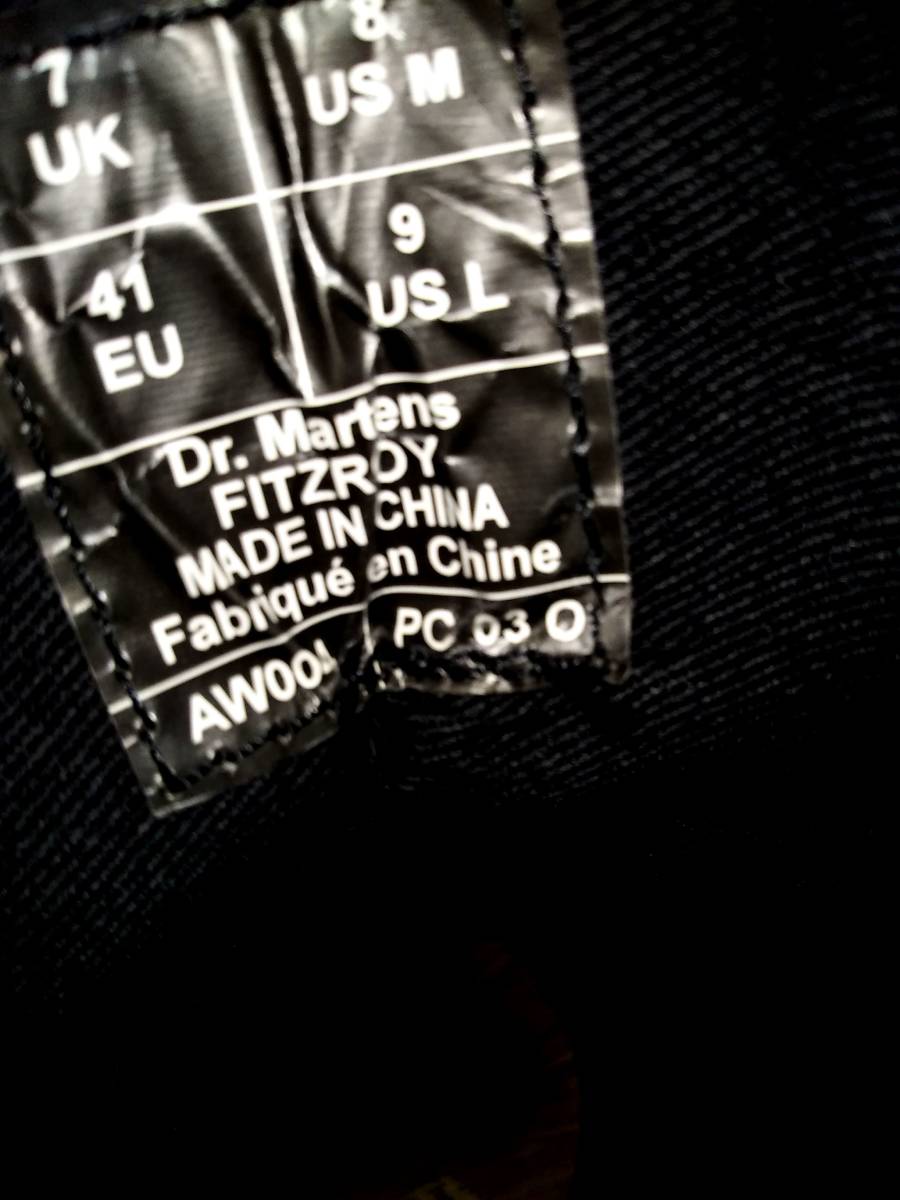 7
UK
8
US M
41
EU
9
US L
Dr. Martens
FITZROY
MADE IN CHINA
Fabriqué en Chine
PC 03 O